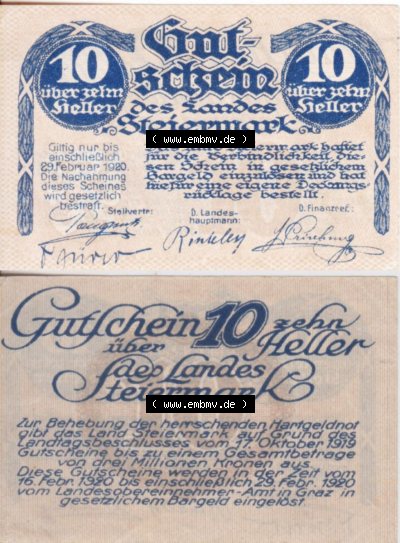 Gut-
schein
10
über zehn
Heller
10
über zehn
Heller
des Landes
Steiermark
( www.embmv.de )
Giltig nur bis
einschließlich
29. Februar 1920.
Die Nachahmung
dieses Scheines
wird gesetzlich
bestraft.
mark haftet
für die Verbindlichkeit, die-
sen Schein in gesetzlichem
Bargeld einzulösen und hat
hiefür eine eigene Deckungs-
rücklage bestellt.
Stellvertr.:
D. Landes-
hauptmann:
D. Finanzref.:
Rintelen
Gutschein 10 zehn
über Heller
des Landes
Steiermark
( www.embmv.de )
Zur Behebung der herrschenden Hartgeldnot
gibt das Land Steiermark auf Grund des
Landtagsbeschlusses vom 17. Oktober 1919
Gutscheine bis zu einem Gesamtbetrage
von drei Millionen Kronen aus.
Diese Gutscheine werden in der Zeit vom
16. Febr. 1920 bis einschließlich 29. Febr. 1920
vom Landesobereinnehmer-Amt in Graz in
gesetzlichem Bargeld eingelöst.